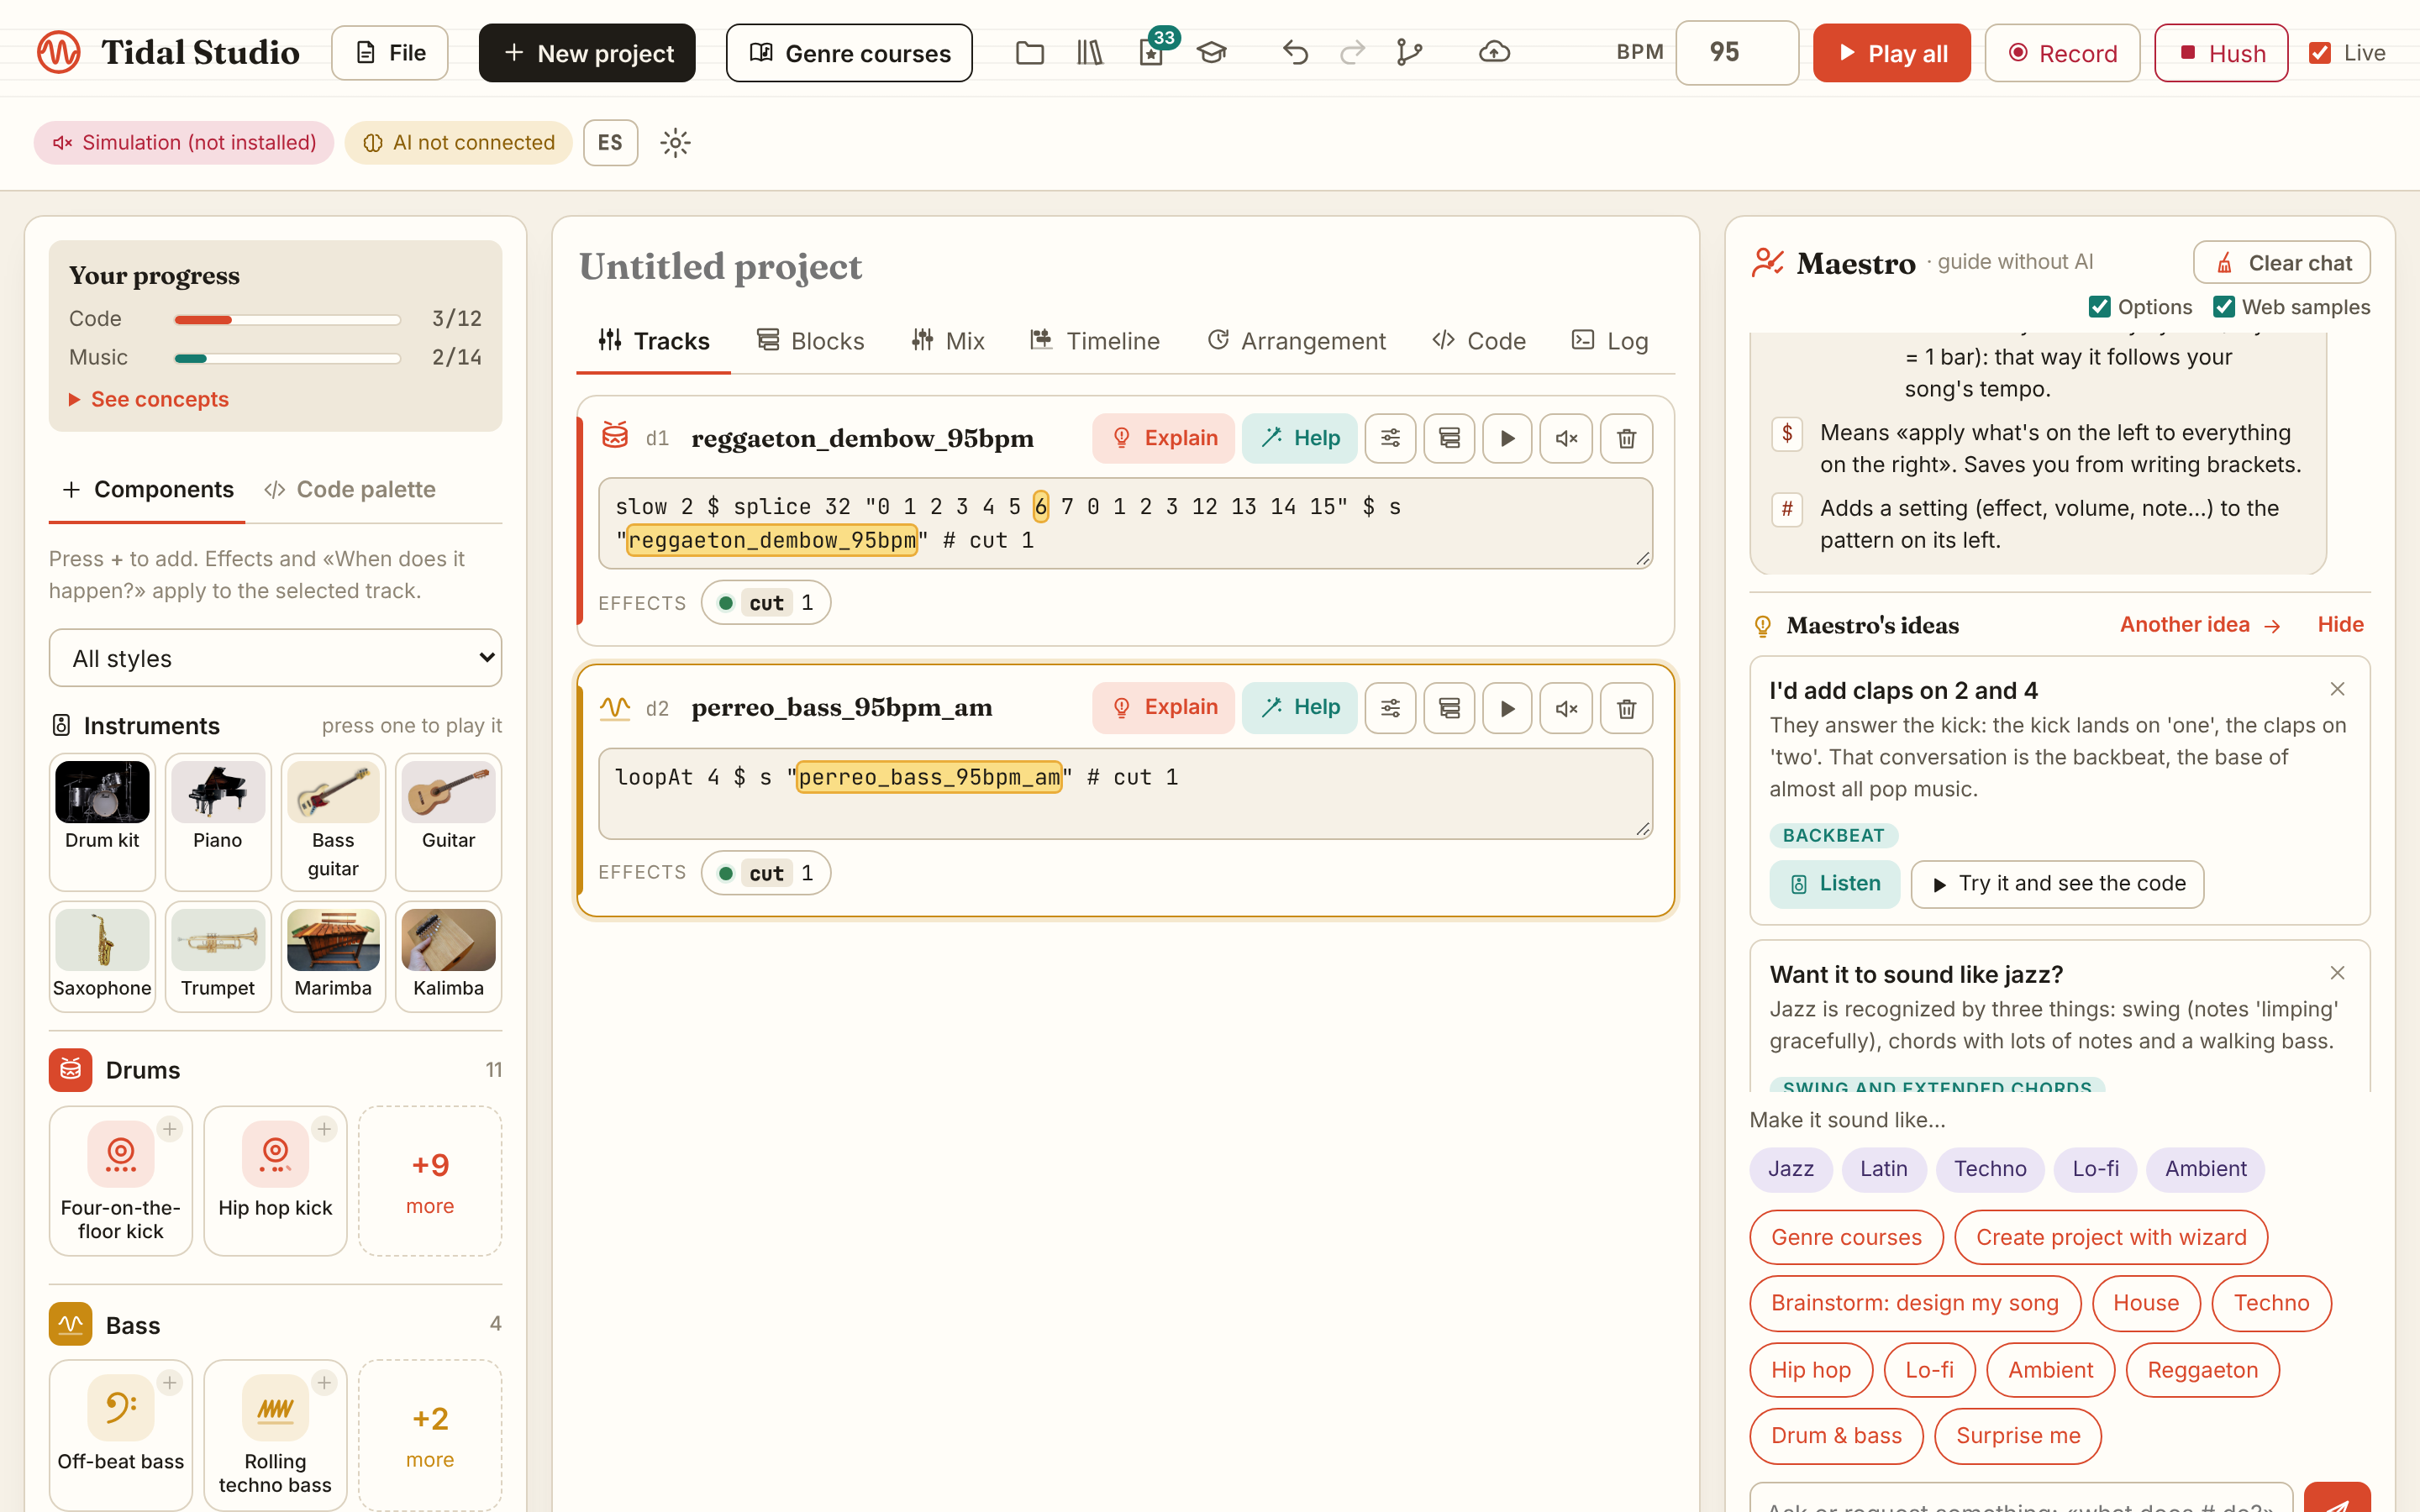 Tidal Studio
File
+ New project
Genre courses
33
BPM
95
Play all
Record
Hush
Live
Simulation (not installed)
AI not connected
ES
Your progress
Code 3/12
Music 2/14
See concepts
+ Components
</> Code palette
Press + to add. Effects and «When does it
happen?» apply to the selected track.
All styles
Instruments
press one to play it
Drum kit
Piano
Bass
guitar
Guitar
Saxophone
Trumpet
Marimba
Kalimba
Drums
11
Four-on-the-
floor kick
Hip hop kick
+9
more
Bass
4
Off-beat bass
Rolling
techno bass
+2
more
Untitled project
Tracks
Blocks
Mix
Timeline
Arrangement
Code
Log
d1 reggaeton_dembow_95bpm
Explain
Help
slow 2 $ splice 32 "0 1 2 3 4 5 6 7 0 1 2 3 12 13 14 15" $ s
"reggaeton_dembow_95bpm" # cut 1
EFFECTS
cut 1
d2 perreo_bass_95bpm_am
Explain
Help
loopAt 4 $ s "perreo_bass_95bpm_am" # cut 1
EFFECTS
cut 1
Maestro · guide without AI
Clear chat
Options
Web samples
= 1 bar): that way it follows your
song's tempo.
$ Means «apply what's on the left to everything
on the right». Saves you from writing brackets.
# Adds a setting (effect, volume, note...) to the
pattern on its left.
Maestro's ideas
Another idea →
Hide
I'd add claps on 2 and 4
They answer the kick: the kick lands on 'one', the claps on
'two'. That conversation is the backbeat, the base of
almost all pop music.
BACKBEAT
Listen
Try it and see the code
Want it to sound like jazz?
Jazz is recognized by three things: swing (notes 'limping'
gracefully), chords with lots of notes and a walking bass.
SWING AND EXTENDED CHORDS
Make it sound like...
Jazz
Latin
Techno
Lo-fi
Ambient
Genre courses
Create project with wizard
Brainstorm: design my song
House
Techno
Hip hop
Lo-fi
Ambient
Reggaeton
Drum & bass
Surprise me
Ask or request something: «what does # do?»